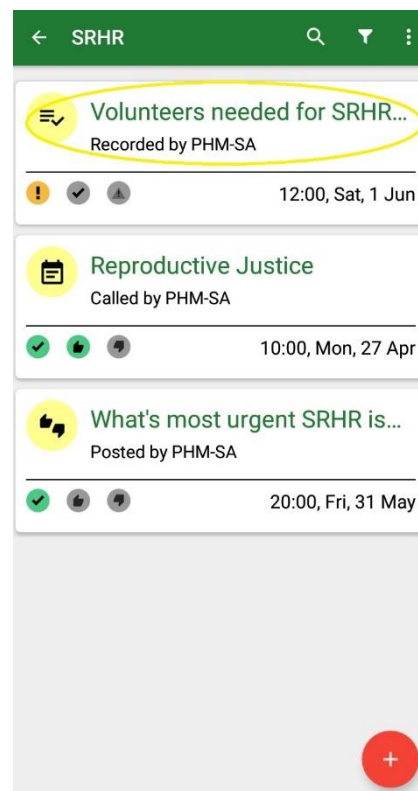 SRHR
Volunteers needed for SRHR...
Recorded by PHM-SA
12:00, Sat, 1 Jun
Reproductive Justice
Called by PHM-SA
10:00, Mon, 27 Apr
What's most urgent SRHR is...
Posted by PHM-SA
20:00, Fri, 31 May